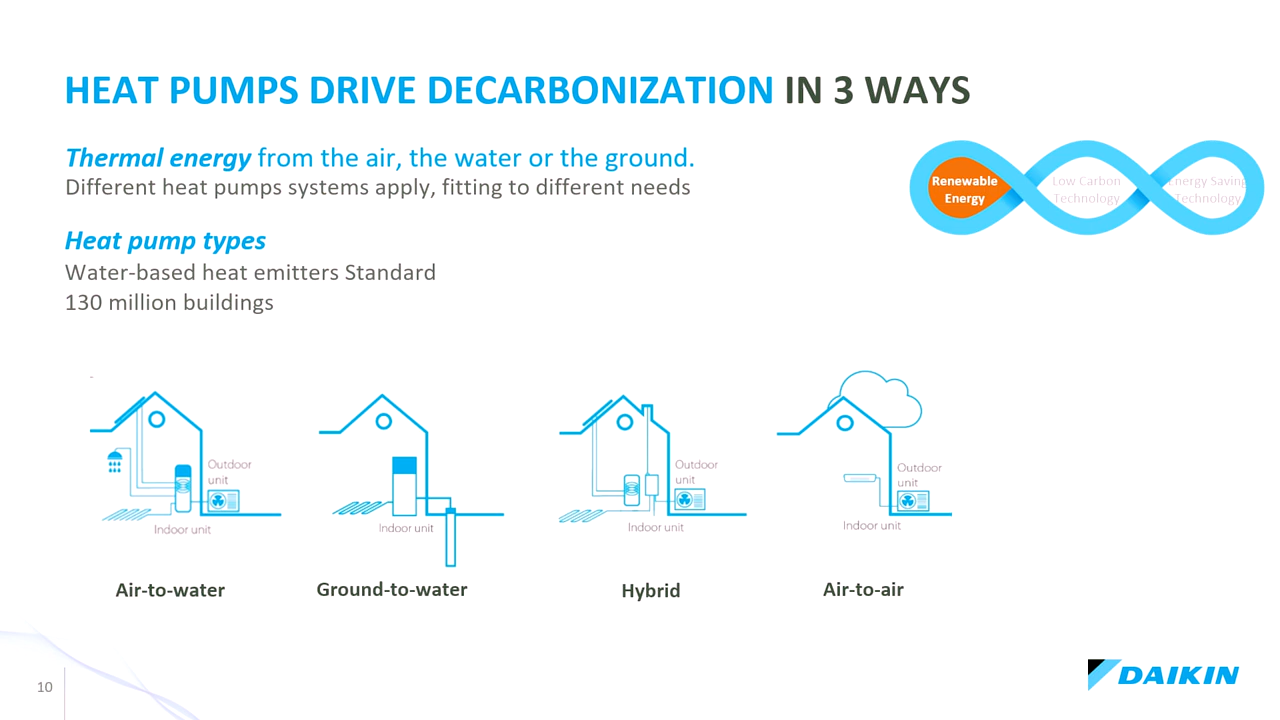 HEAT PUMPS DRIVE DECARBONIZATION IN 3 WAYS
Thermal energy from the air, the water or the ground.
Different heat pumps systems apply, fitting to different needs
Renewable
Energy
Low Carbon
Technology
Energy Saving
Technology
Heat pump types
Water-based heat emitters Standard
130 million buildings
Outdoor
unit
Indoor unit
Air-to-water
Indoor unit
Ground-to-water
Outdoor
unit
Indoor unit
Hybrid
Outdoor
unit
Indoor unit
Air-to-air
10
DAIKIN